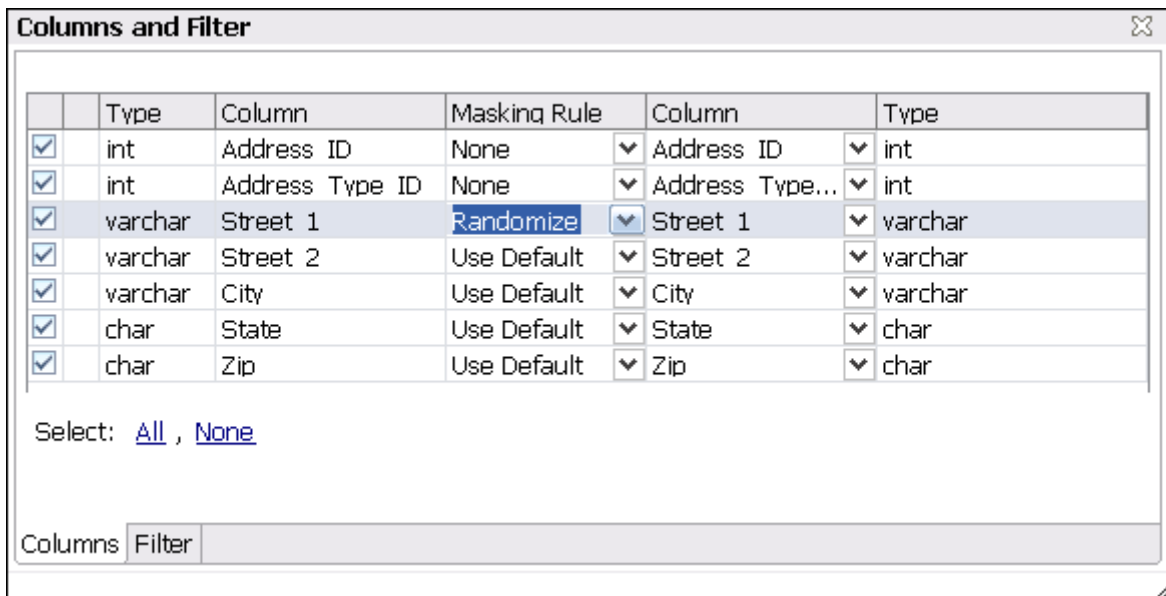 Columns and Filter
Type Column Masking Rule Column Type
int Address ID None Address ID int
int Address Type ID None Address Type... int
varchar Street 1 Randomize Street 1 varchar
varchar Street 2 Use Default Street 2 varchar
varchar City Use Default City varchar
char State Use Default State char
char Zip Use Default Zip char
Select: All , None
Columns Filter